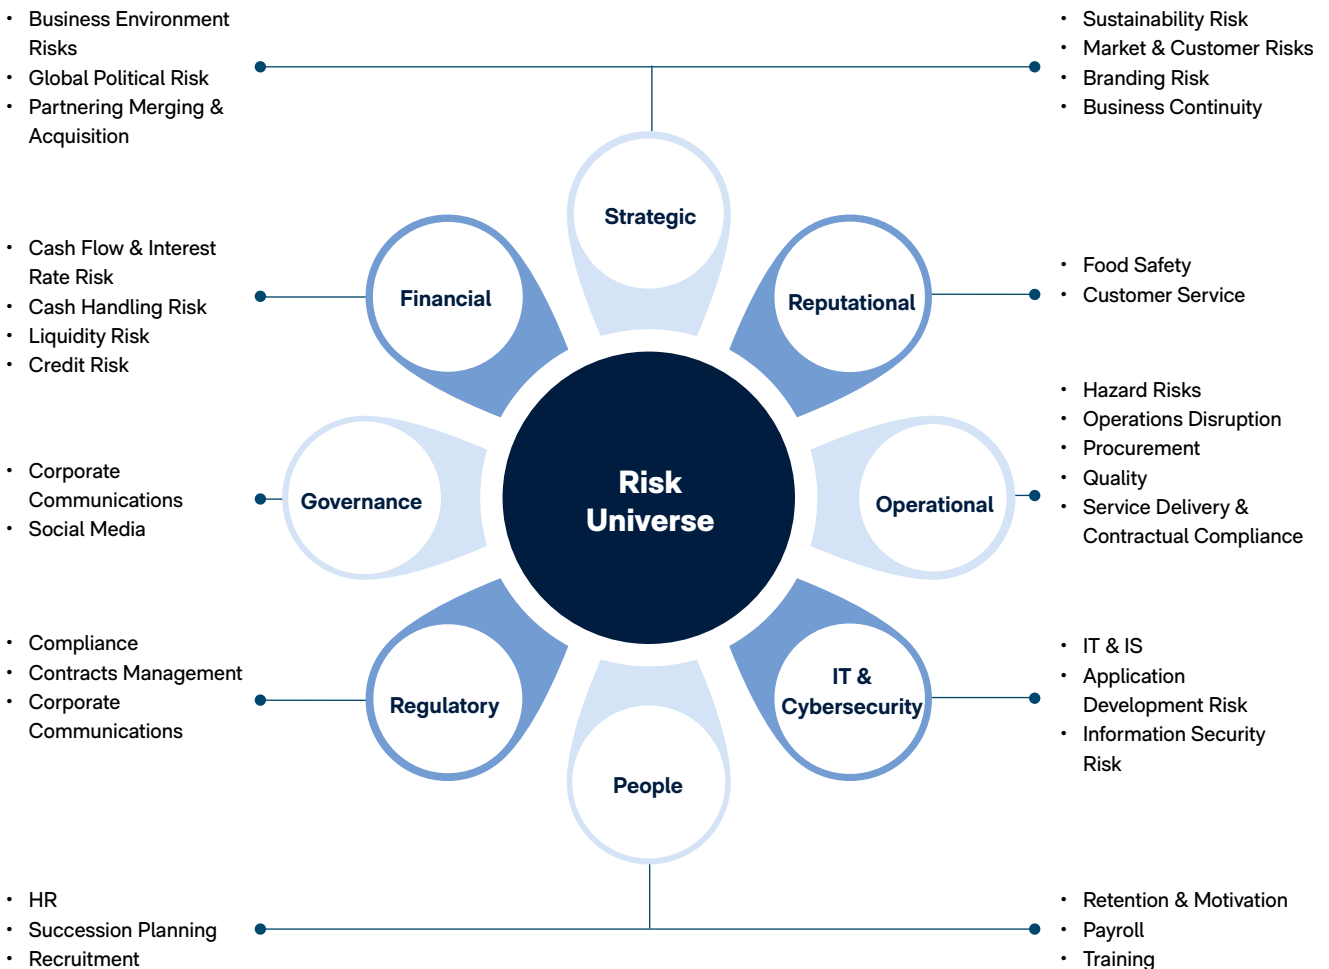 • Business Environment
Risks
• Global Political Risk
• Partnering Merging &
Acquisition
• Sustainability Risk
• Market & Customer Risks
• Branding Risk
• Business Continuity
Strategic
• Cash Flow & Interest
Rate Risk
• Cash Handling Risk
• Liquidity Risk
• Credit Risk
Financial
Reputational
• Food Safety
• Customer Service
• Corporate
Communications
• Social Media
Governance
Risk
Universe
Operational
• Hazard Risks
• Operations Disruption
• Procurement
• Quality
• Service Delivery &
Contractual Compliance
• Compliance
• Contracts Management
• Corporate
Communications
Regulatory
IT &
Cybersecurity
• IT & IS
• Application
Development Risk
• Information Security
Risk
People
• HR
• Succession Planning
• Recruitment
• Retention & Motivation
• Payroll
• Training